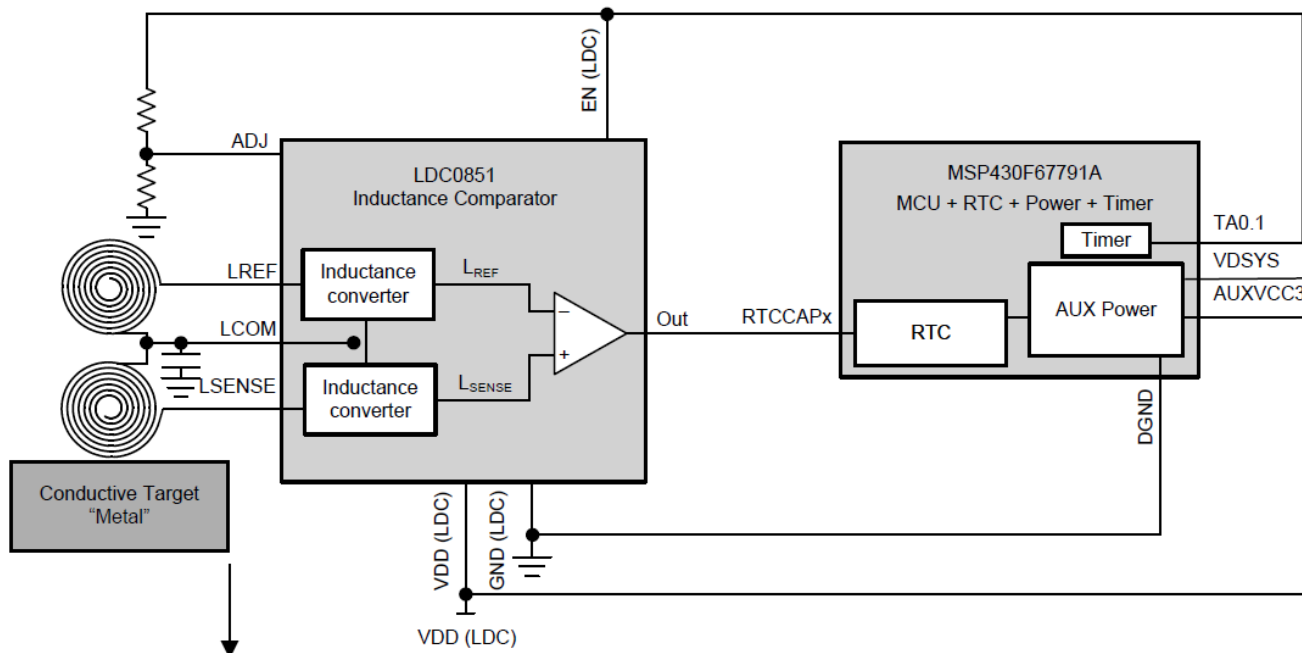 EN (LDC)
ADJ
LDC0851
Inductance Comparator
MSP430F67791A
MCU + RTC + Power + Timer
Timer
TA0.1
VDSYS
AUXVCC3
AUX Power
LREF
Inductance
converter
LREF
LCOM
−
+
Out
RTCCAPx
RTC
LSENSE
Inductance
converter
LSENSE
DGND
Conductive Target
“Metal”
VDD (LDC)
GND (LDC)
VDD (LDC)